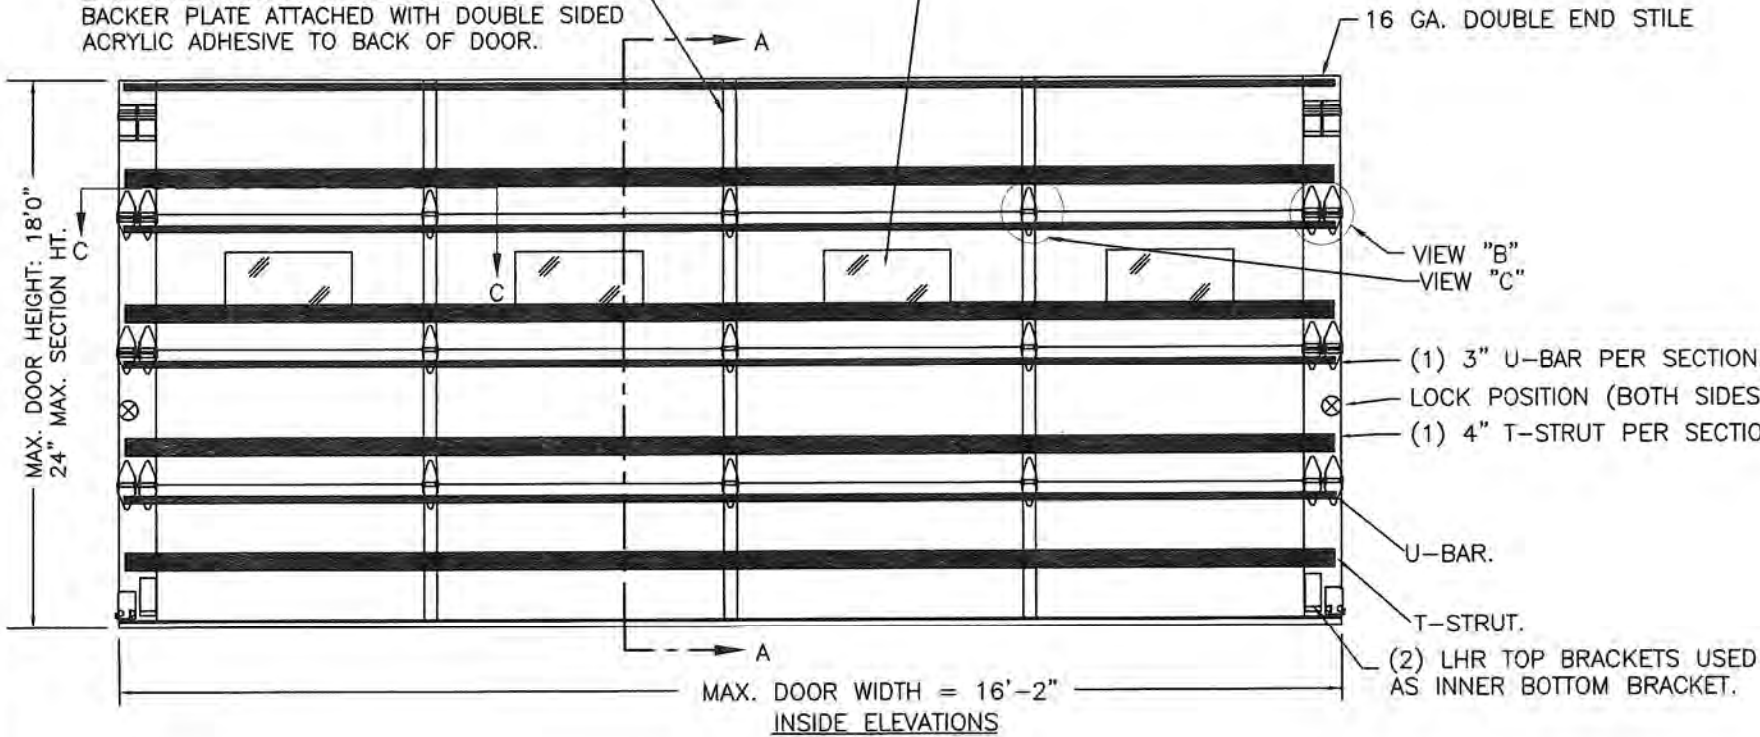 BACKER PLATE ATTACHED WITH DOUBLE SIDED
ACRYLIC ADHESIVE TO BACK OF DOOR.
A
16 GA. DOUBLE END STILE
MAX. DOOR HEIGHT: 18'0"
24" MAX. SECTION HT.
C
C
VIEW "B"
VIEW "C"
(1) 3" U-BAR PER SECTION
LOCK POSITION (BOTH SIDES
(1) 4" T-STRUT PER SECTIO
U-BAR.
T-STRUT.
A
(2) LHR TOP BRACKETS USED
AS INNER BOTTOM BRACKET.
MAX. DOOR WIDTH = 16'-2"
INSIDE ELEVATIONS